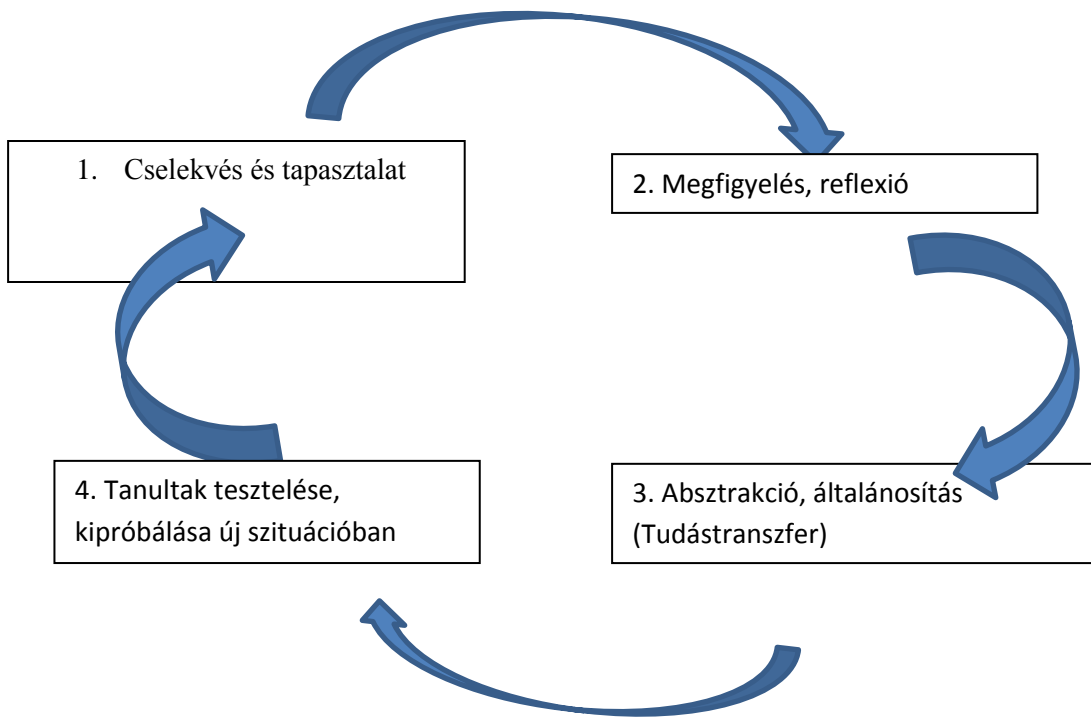 1. Cselekvés és tapasztalat
2. Megfigyelés, reflexió
3. Absztrakció, általánosítás
(Tudástranszfer)
4. Tanultak tesztelése,
kipróbálása új szituációban